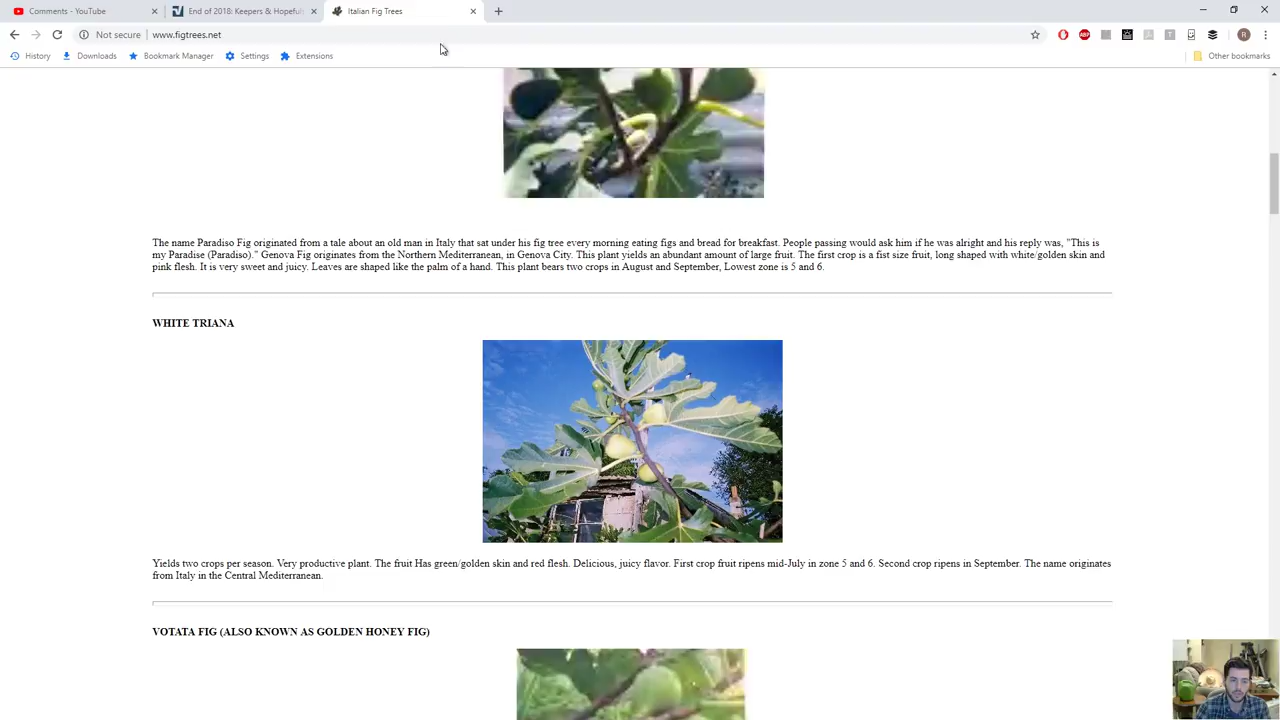 Comments - YouTube
End of 2018: Keepers & Hopeful
Italian Fig Trees
Not secure
www.figtrees.net
R
History
Downloads
Bookmark Manager
Settings
Extensions
Other bookmarks
The name Paradiso Fig originated from a tale about an old man in Italy that sat under his fig tree every morning eating figs and bread for breakfast. People passing would ask him if he was alright and his reply was, "This is
my Paradise (Paradiso)." Genova Fig originates from the Northern Mediterranean, in Genova City. This plant yields an abundant amount of large fruit. The first crop is a fist size fruit, long shaped with white/golden skin and
pink flesh. It is very sweet and juicy. Leaves are shaped like the palm of a hand. This plant bears two crops in August and September, Lowest zone is 5 and 6.
WHITE TRIANA
Yields two crops per season. Very productive plant. The fruit Has green/golden skin and red flesh. Delicious, juicy flavor. First crop fruit ripens mid-July in zone 5 and 6. Second crop ripens in September. The name originates
from Italy in the Central Mediterranean.
VOTATA FIG (ALSO KNOWN AS GOLDEN HONEY FIG)